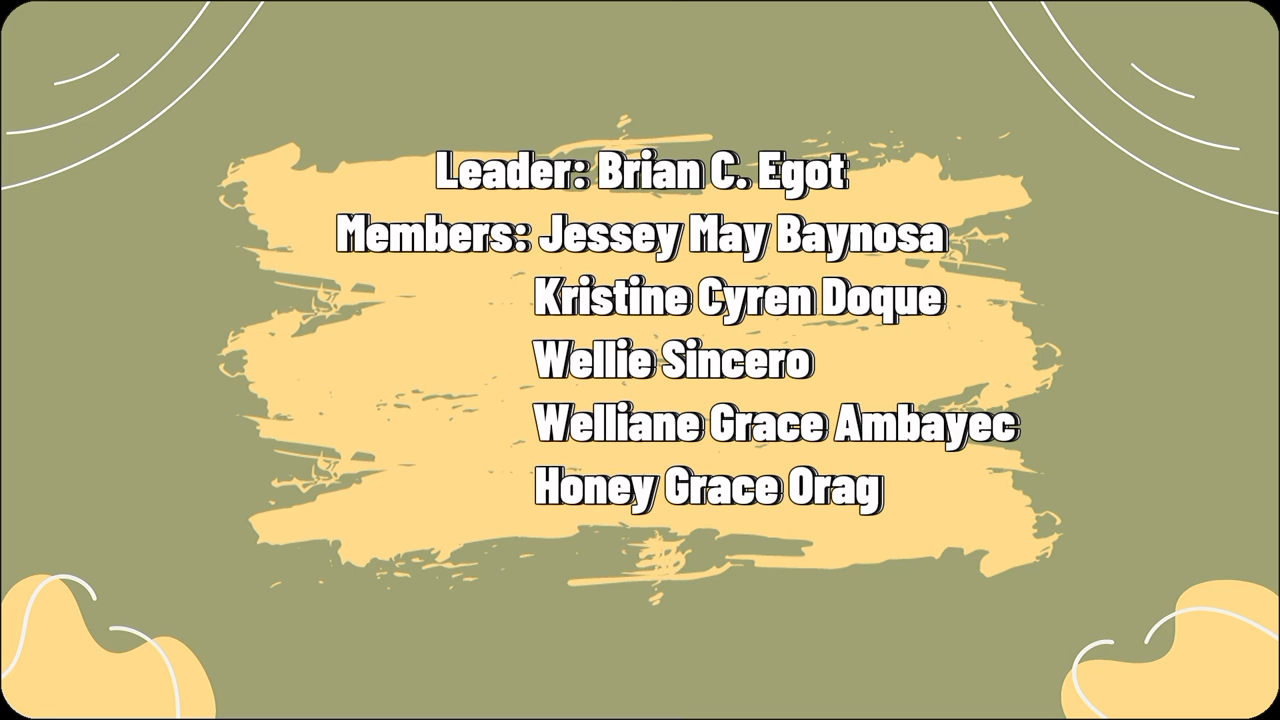 Leader: Brian C. Egot
Members: Jessey May Baynosa
Kristine Cyren Doque
Wellie Sincero
Welliane Grace Ambayec
Honey Grace Orag